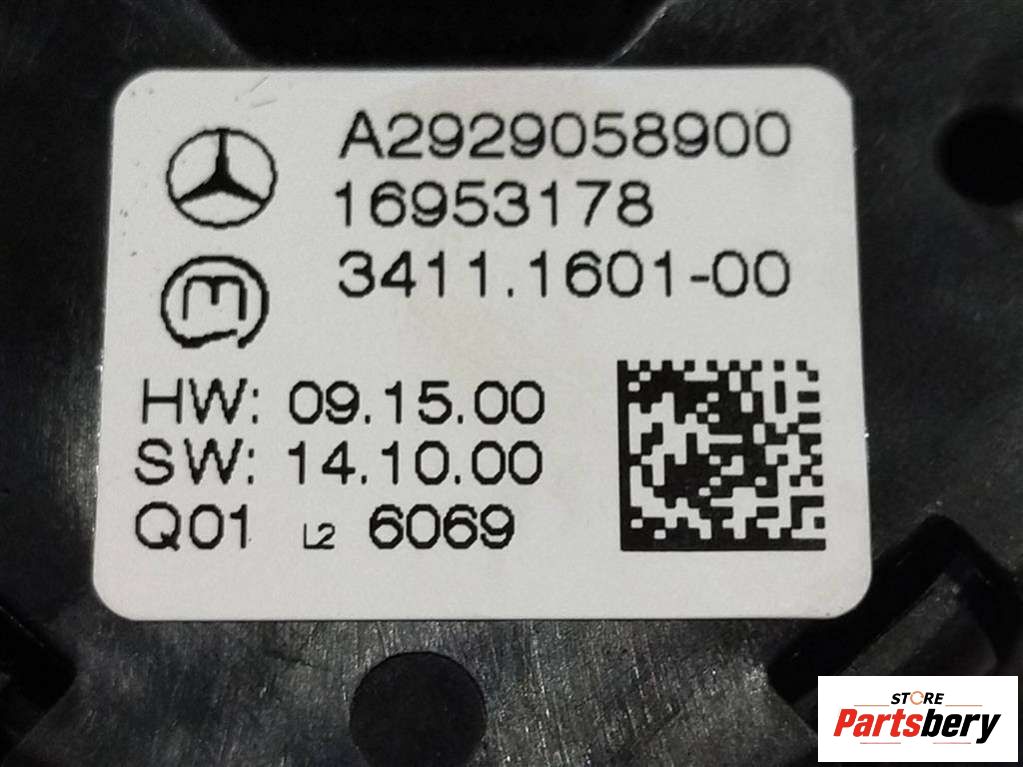 A2929058900
16953178
3411.1601-00
m
HW: 09.15.00
SW: 14.10.00
Q01 L2 6069
STORE
Partsbery